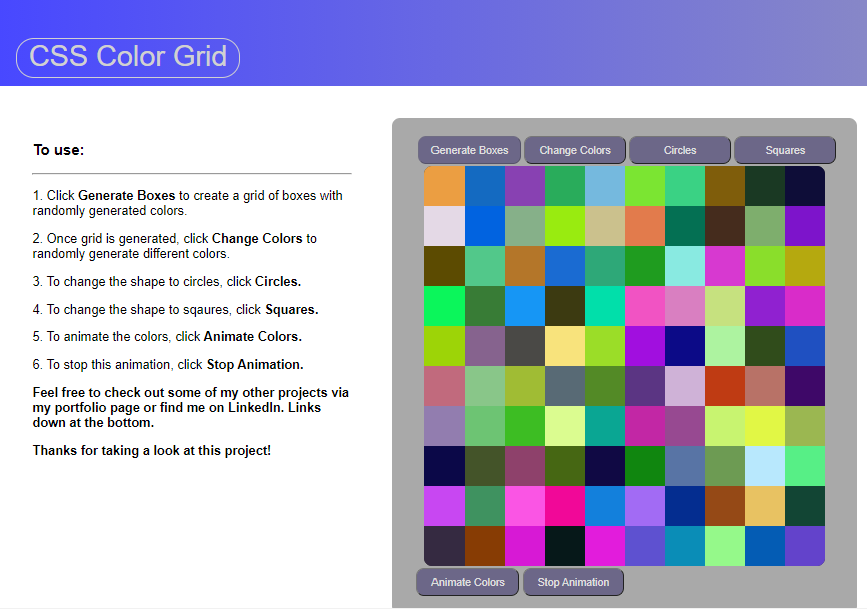 CSS Color Grid
To use:
1. Click Generate Boxes to create a grid of boxes with
randomly generated colors.
2. Once grid is generated, click Change Colors to
randomly generate different colors.
3. To change the shape to circles, click Circles.
4. To change the shape to sqaures, click Squares.
5. To animate the colors, click Animate Colors.
6. To stop this animation, click Stop Animation.
Feel free to check out some of my other projects via
my portfolio page or find me on LinkedIn. Links
down at the bottom.
Thanks for taking a look at this project!
Generate Boxes
Change Colors
Circles
Squares
Animate Colors
Stop Animation